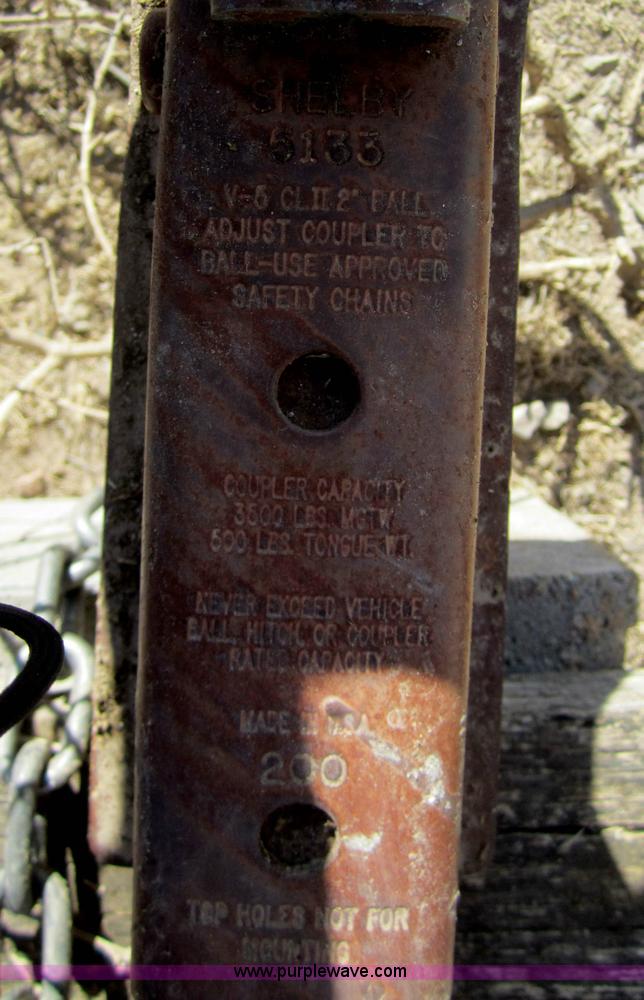 SHELBY
5133
V-5 CL.II 2" BALL
ADJUST COUPLER TO
BALL-USE APPROVED
SAFETY CHAINS
COUPLER CAPACITY
3500 LBS. MGTW
500 LBS. TONGUE WT.
NEVER EXCEED VEHICLE
BALL, HITCH, OR COUPLER
RATED CAPACITY
MADE IN U.S.A.
200
TOP HOLES NOT FOR
MOUNTING
www.purplewave.com